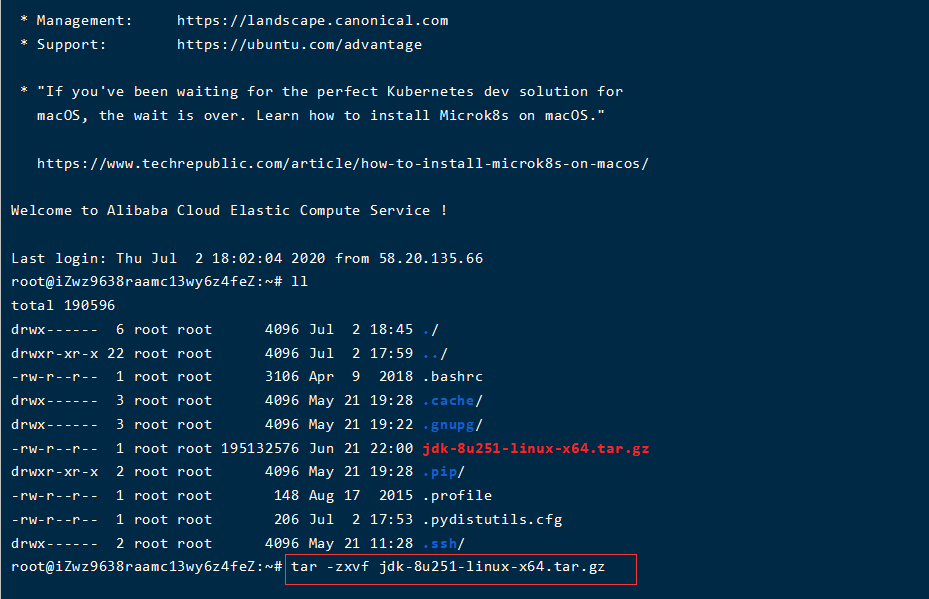 * Management:     https://landscape.canonical.com
* Support:        https://ubuntu.com/advantage
* "If you've been waiting for the perfect Kubernetes dev solution for
macOS, the wait is over. Learn how to install Microk8s on macOS."
https://www.techrepublic.com/article/how-to-install-microk8s-on-macos/
Welcome to Alibaba Cloud Elastic Compute Service !
Last login: Thu Jul  2 18:02:04 2020 from 58.20.135.66
root@iZwz9638raamc13wy6z4feZ:~# ll
total 190596
drwx------  6 root root      4096 Jul  2 18:45 ./
drwxr-xr-x 22 root root      4096 Jul  2 17:59 ../
-rw-r--r--  1 root root      3106 Apr  9  2018 .bashrc
drwx------  3 root root      4096 May 21 19:28 .cache/
drwx------  3 root root      4096 May 21 19:22 .gnupg/
-rw-r--r--  1 root root 195132576 Jun 21 22:00 jdk-8u251-linux-x64.tar.gz
drwxr-xr-x  2 root root      4096 May 21 19:28 .pip/
-rw-r--r--  1 root root       148 Aug 17  2015 .profile
-rw-r--r--  1 root root       206 Jul  2 17:53 .pydistutils.cfg
drwx------  2 root root      4096 May 21 11:28 .ssh/
root@iZwz9638raamc13wy6z4feZ:~# tar -zxvf jdk-8u251-linux-x64.tar.gz